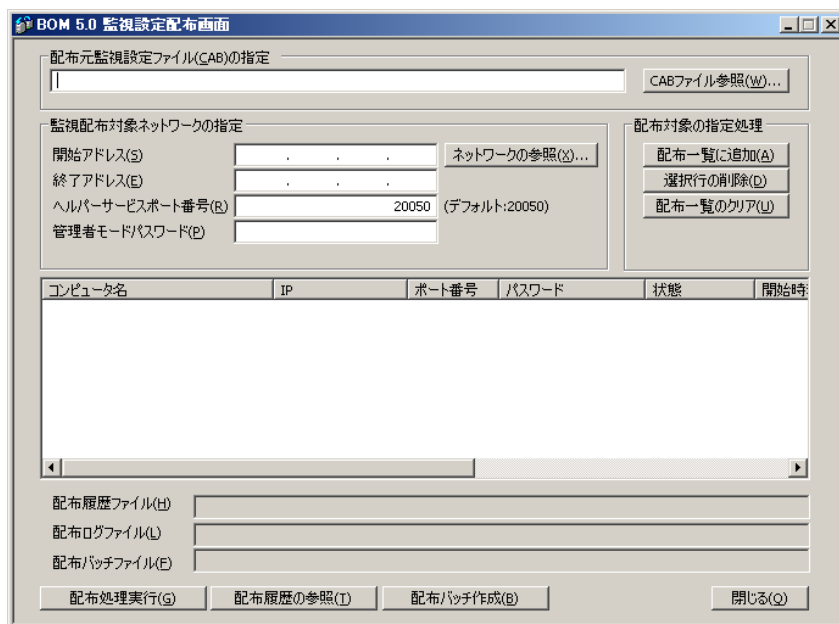 BOM 5.0 監視設定配布画面
配布元監視設定ファイル(CAB)の指定
CABファイル参照(W)...
監視配布対象ネットワークの指定
開始アドレス(S) . . . ネットワークの参照(X)...
終了アドレス(E) . . .
ヘルパーサービスポート番号(R) 20050 (デフォルト:20050)
管理者モードパスワード(P)
配布対象の指定処理
配布一覧に追加(A)
選択行の削除(D)
配布一覧のクリア(U)
コンピュータ名 IP ポート番号 パスワード 状態 開始時
配布履歴ファイル(H)
配布ログファイル(L)
配布バッチファイル(F)
配布処理実行(G) 配布履歴の参照(T) 配布バッチ作成(B) 閉じる(Q)